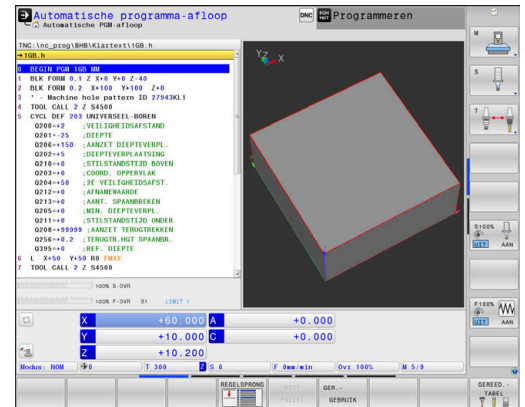 Automatische programma-afloop
DNC
Programmeren
Automatische PGM-afloop
TNC:\nc_prog\BHB\Klartext\1GB.h
→1GB.h
0 BEGIN PGM 1GB MM
1 BLK FORM 0.1 Z X+0 Y+0 Z-40
2 BLK FORM 0.2 X+100 Y+100 Z+0
3 * - Machine hole pattern ID 27943KL1
4 TOOL CALL 2 Z S4500
5 CYCL DEF 203 UNIVERSEEL-BOREN
Q200=+2 ;VEILIGHEIDSAFSTAND
Q201=-25 ;DIEPTE
Q206=+150 ;AANZET DIEPTEVERPL.
Q202=+5 ;DIEPTEVERPLAATSING
Q210=+0 ;STILSTANDSTIJD BOVEN
Q203=+0 ;COORD. OPPERVLAK
Q204=+50 ;2E VEILIGHEIDSAFST.
Q212=+0 ;AFNAMEWAARDE
Q213=+0 ;AANT. SPAANBREKEN
Q205=+0 ;MIN. DIEPTEVERPL.
Q211=+0 ;STILSTANDSTIJD ONDER
Q208=+99999 ;AANZET TERUGTREKKEN
Q256=+0.2 ;TERUGTR.HGT SPAANBR.
Q395=+0 ;REF. DIEPTE
6 L X+50 Y+50 R0 FMAX
7 TOOL CALL 2 Z S4500
Y Z X
100% S-OVR
100% F-OVR S1 LIMIT 1
X +60.000 A +0.000
Y +10.000 C +0.000
Z +10.200
Modus: NOM 0 T 300 Z S 0 F 0mm/min Ovr 100% M 5/9
M
S
T
S100%
UIT AAN
F100%
UIT AAN
REGELSPRONG
EDIT
PALLET
GER.-
GEBRUIK
GEREED.-
TABEL